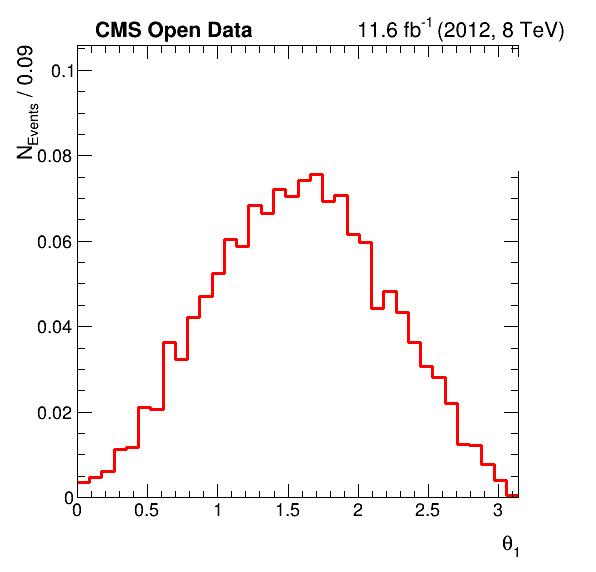 CMS Open Data
11.6 fb⁻¹ (2012, 8 TeV)
N_Events / 0.09
0.1
0.08
0.06
0.04
0.02
0
0 0.5 1 1.5 2 2.5 3
θ₁